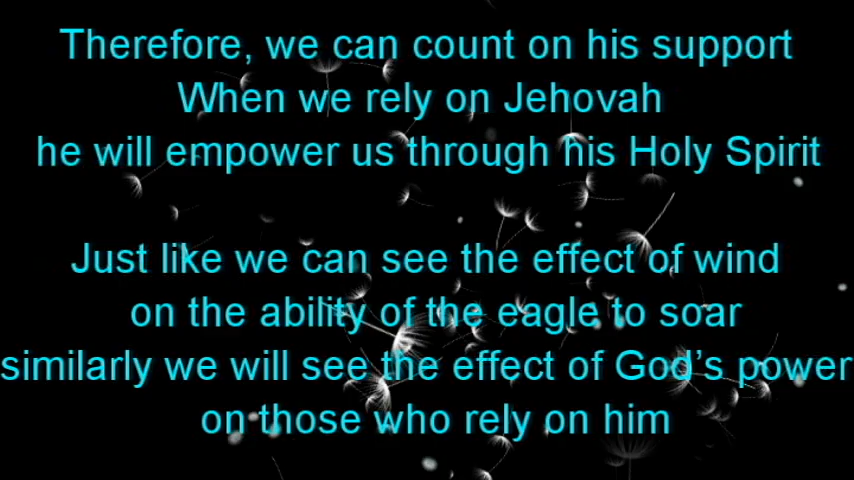 Therefore, we can count on his support
When we rely on Jehovah
he will empower us through his Holy Spirit
Just like we can see the effect of wind
on the ability of the eagle to soar
similarly we will see the effect of God's power
on those who rely on him